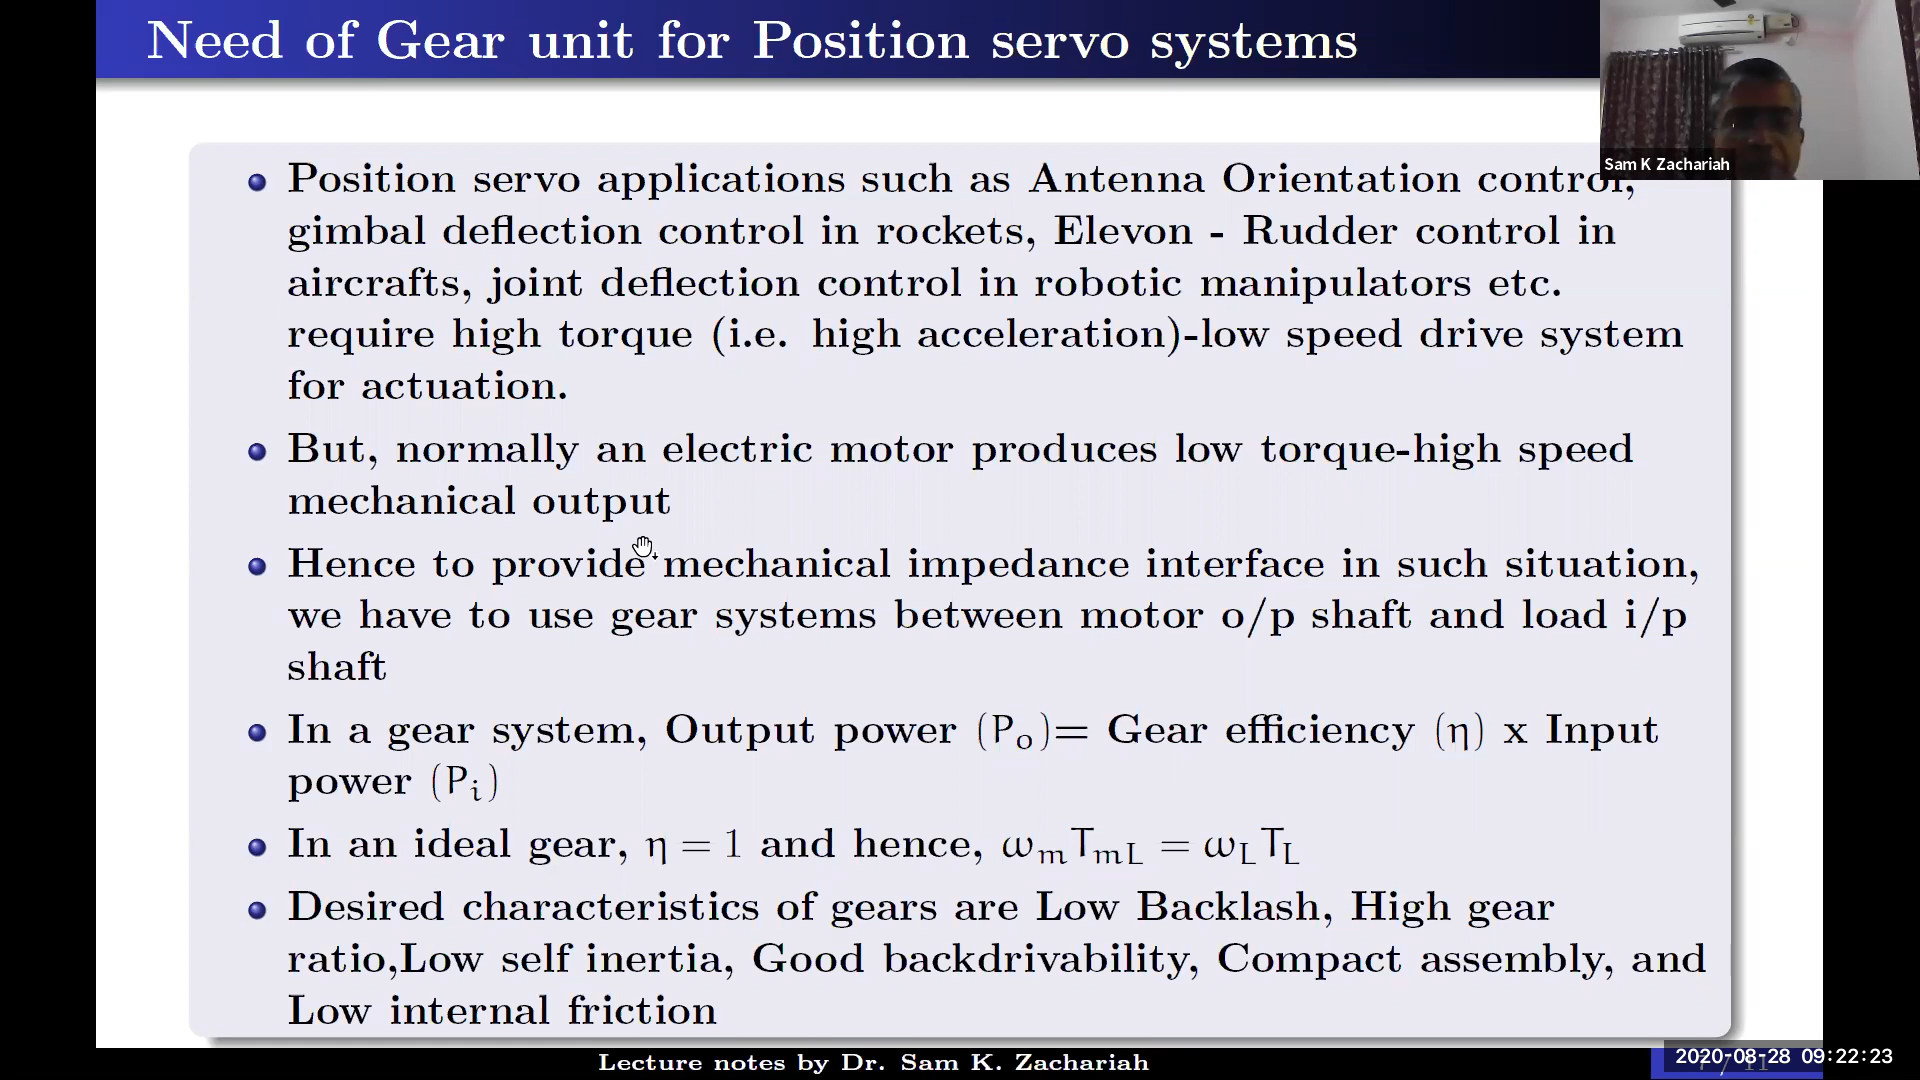 Need of Gear unit for Position servo systems
Sam K Zachariah
• Position servo applications such as Antenna Orientation control,
gimbal deflection control in rockets, Elevon - Rudder control in
aircrafts, joint deflection control in robotic manipulators etc.
require high torque (i.e. high acceleration)-low speed drive system
for actuation.
• But, normally an electric motor produces low torque-high speed
mechanical output
• Hence to provide mechanical impedance interface in such situation,
we have to use gear systems between motor o/p shaft and load i/p
shaft
• In a gear system, Output power (Pₒ)= Gear efficiency (η) x Input
power (Pᵢ)
• In an ideal gear, η = 1 and hence, ω_m T_mL = ω_L T_L
• Desired characteristics of gears are Low Backlash, High gear
ratio,Low self inertia, Good backdrivability, Compact assembly, and
Low internal friction
Lecture notes by Dr. Sam K. Zachariah
2020-08-28 09:22:23